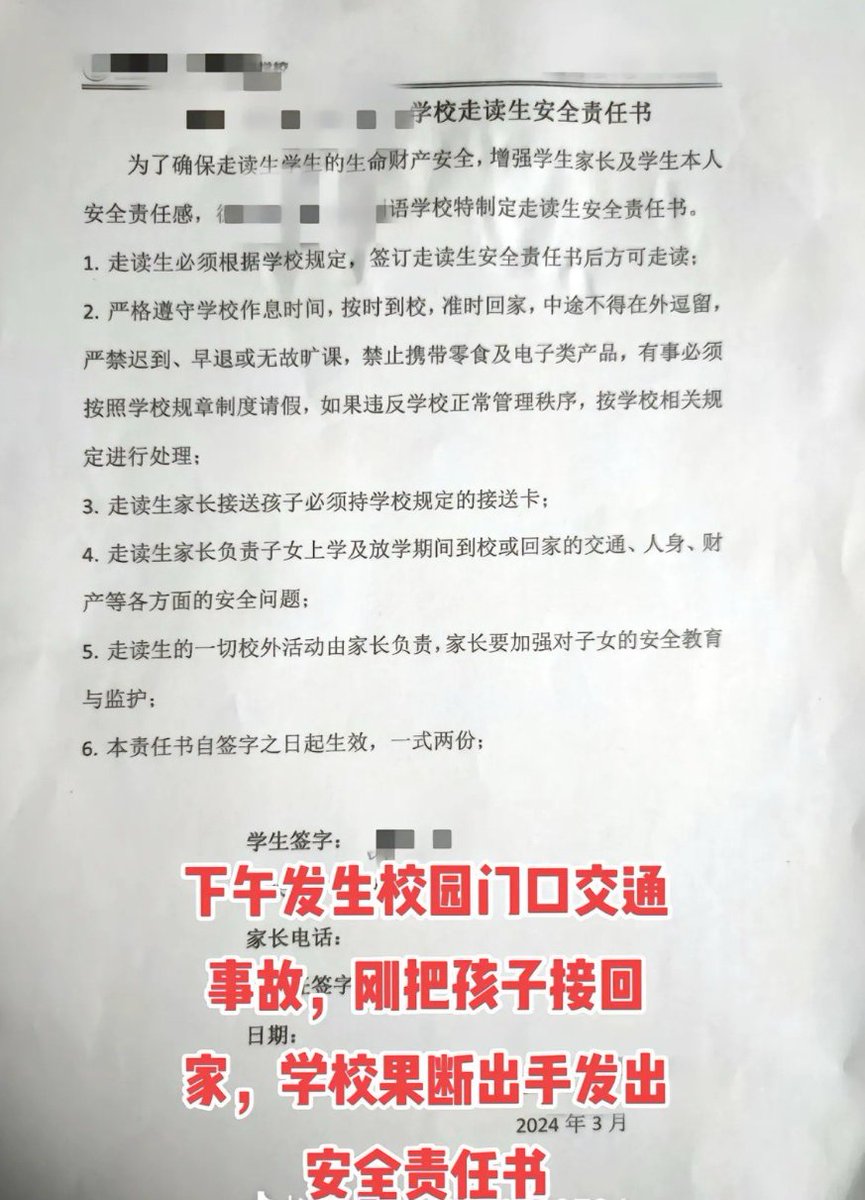 学校
学校走读生安全责任书
为了确保走读生学生的生命财产安全，增强学生家长及学生本人
安全责任感，语学校特制定走读生安全责任书。
1. 走读生必须根据学校规定，签订走读生安全责任书后方可走读；
2. 严格遵守学校作息时间，按时到校，准时回家，中途不得在外逗留，
严禁迟到、早退或无故旷课，禁止携带零食及电子类产品，有事必须
按照学校规章制度请假，如果违反学校正常管理秩序，按学校相关规
定进行处理；
3. 走读生家长接送孩子必须持学校规定的接送卡；
4. 走读生家长负责子女上学及放学期间到校或回家的交通、人身、财
产等各方面的安全问题；
5. 走读生的一切校外活动由家长负责，家长要加强对子女的安全教育
与监护；
6. 本责任书自签字之日起生效，一式两份；
学生签字：
下午发生校园门口交通
家长电话：
事故，刚把孩子接回
签字
日期：
家，学校果断出手发出
2024 年 3 月
安全责任书